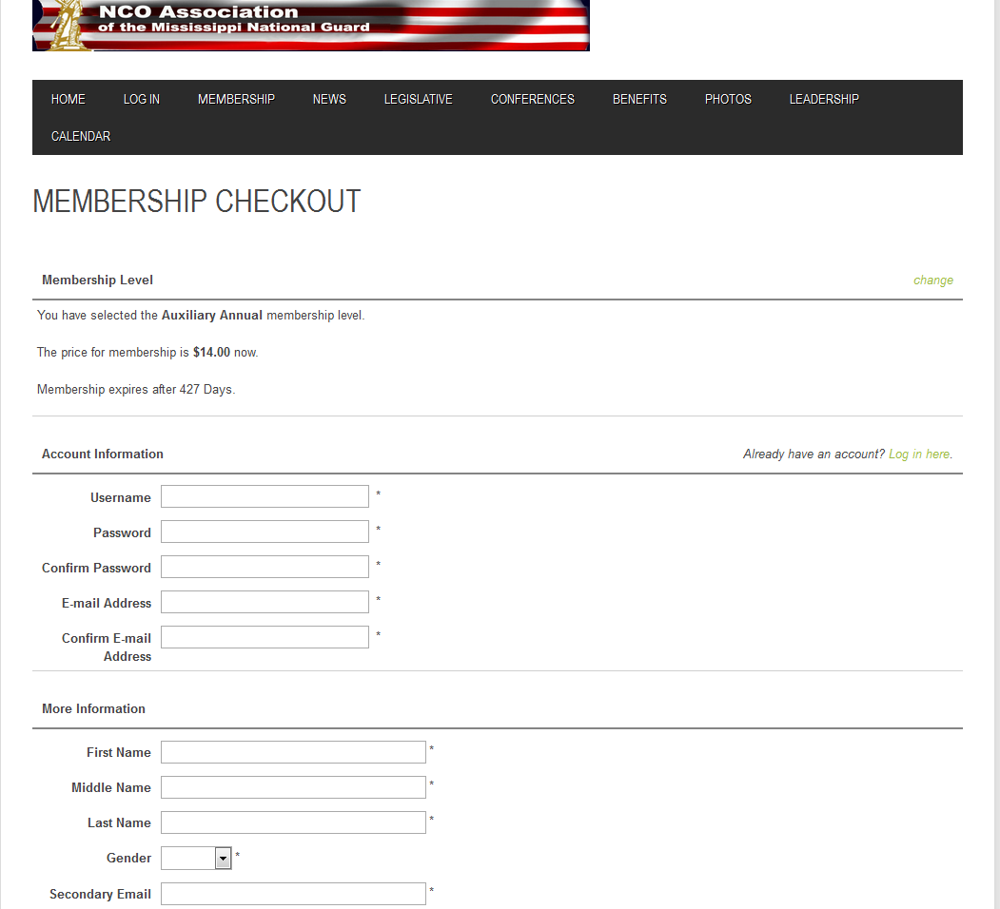 NCO Association
of the Mississippi National Guard
HOME LOG IN MEMBERSHIP NEWS LEGISLATIVE CONFERENCES BENEFITS PHOTOS LEADERSHIP
CALENDAR
MEMBERSHIP CHECKOUT
Membership Level change
You have selected the Auxiliary Annual membership level.
The price for membership is $14.00 now.
Membership expires after 427 Days.
Account Information Already have an account? Log in here.
Username *
Password *
Confirm Password *
E-mail Address *
Confirm E-mail *
Address
More Information
First Name *
Middle Name *
Last Name *
Gender *
Secondary Email *